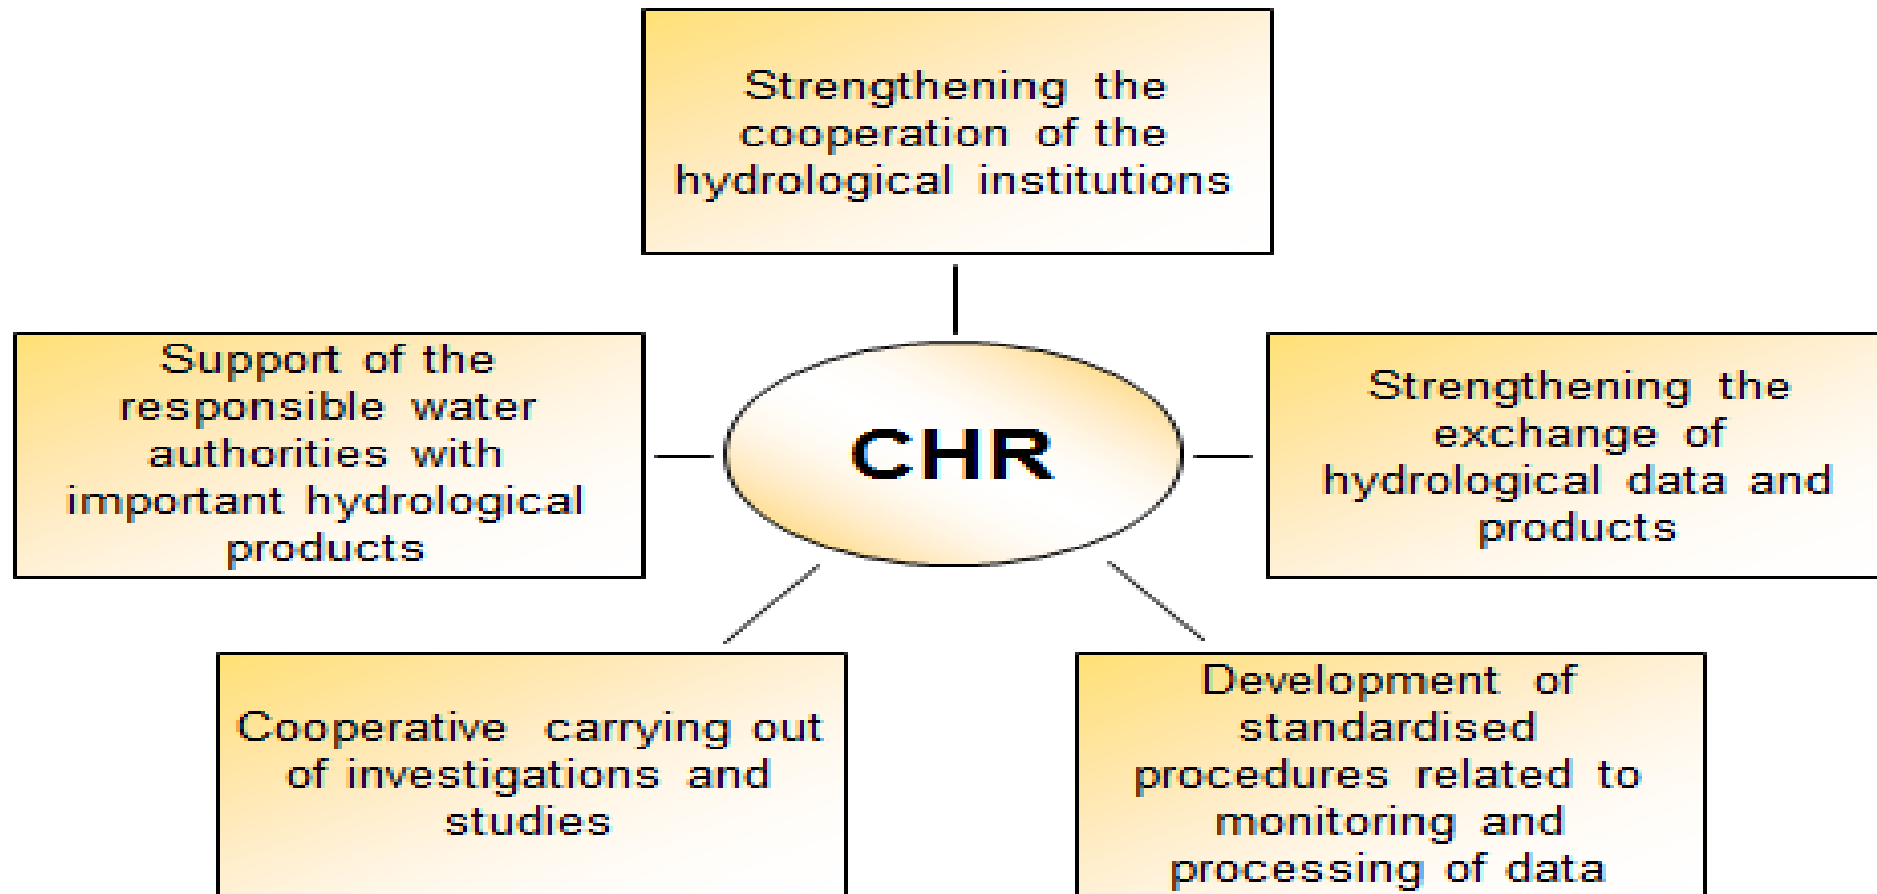 Strengthening the
cooperation of the
hydrological institutions
Support of the
responsible water
authorities with
important hydrological
products
CHR
Strengthening the
exchange of
hydrological data and
products
Cooperative carrying out
of investigations and
studies
Development of
standardised
procedures related to
monitoring and
processing of data